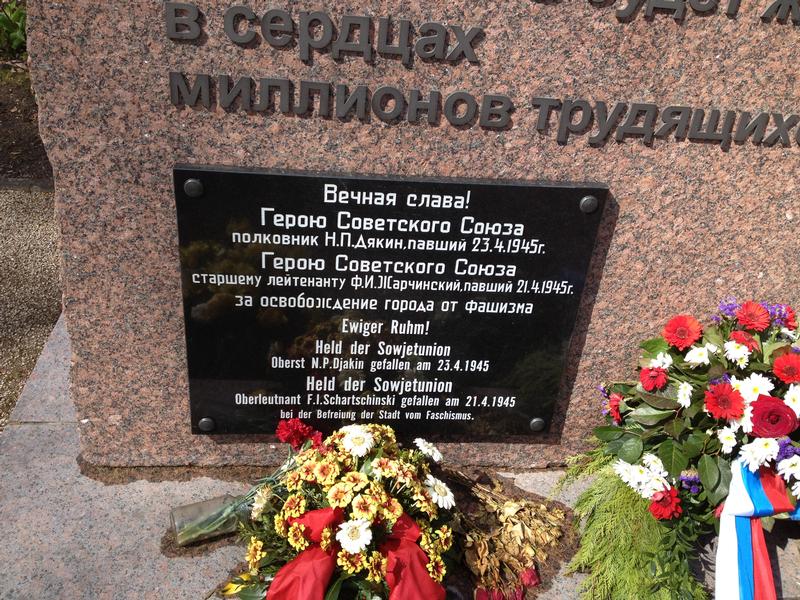 будет ж
в сердцах
миллионов трудящихс
Вечная слава!
Герою Советского Союза
полковник Н.П.Дякин,павший 23.4.1945г.
Герою Советского Союза
старшему лейтенанту Ф.И.Жарчинский,павший 21.4.1945г.
за освобождение города от фашизма
Ewiger Ruhm!
Held der Sowjetunion
Oberst N.P.Djakin gefallen am 23.4.1945
Held der Sowjetunion
Oberleutnant F.I.Schartschinski gefallen am 21.4.1945
bei der Befreiung der Stadt vom Faschismus.